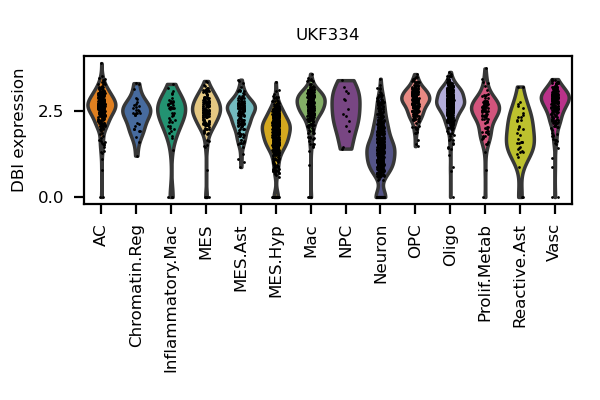 UKF334
DBI expression
2.5
0.0
AC
Chromatin.Reg
Inflammatory.Mac
MES
MES.Ast
MES.Hyp
Mac
NPC
Neuron
OPC
Oligo
Prolif.Metab
Reactive.Ast
Vasc